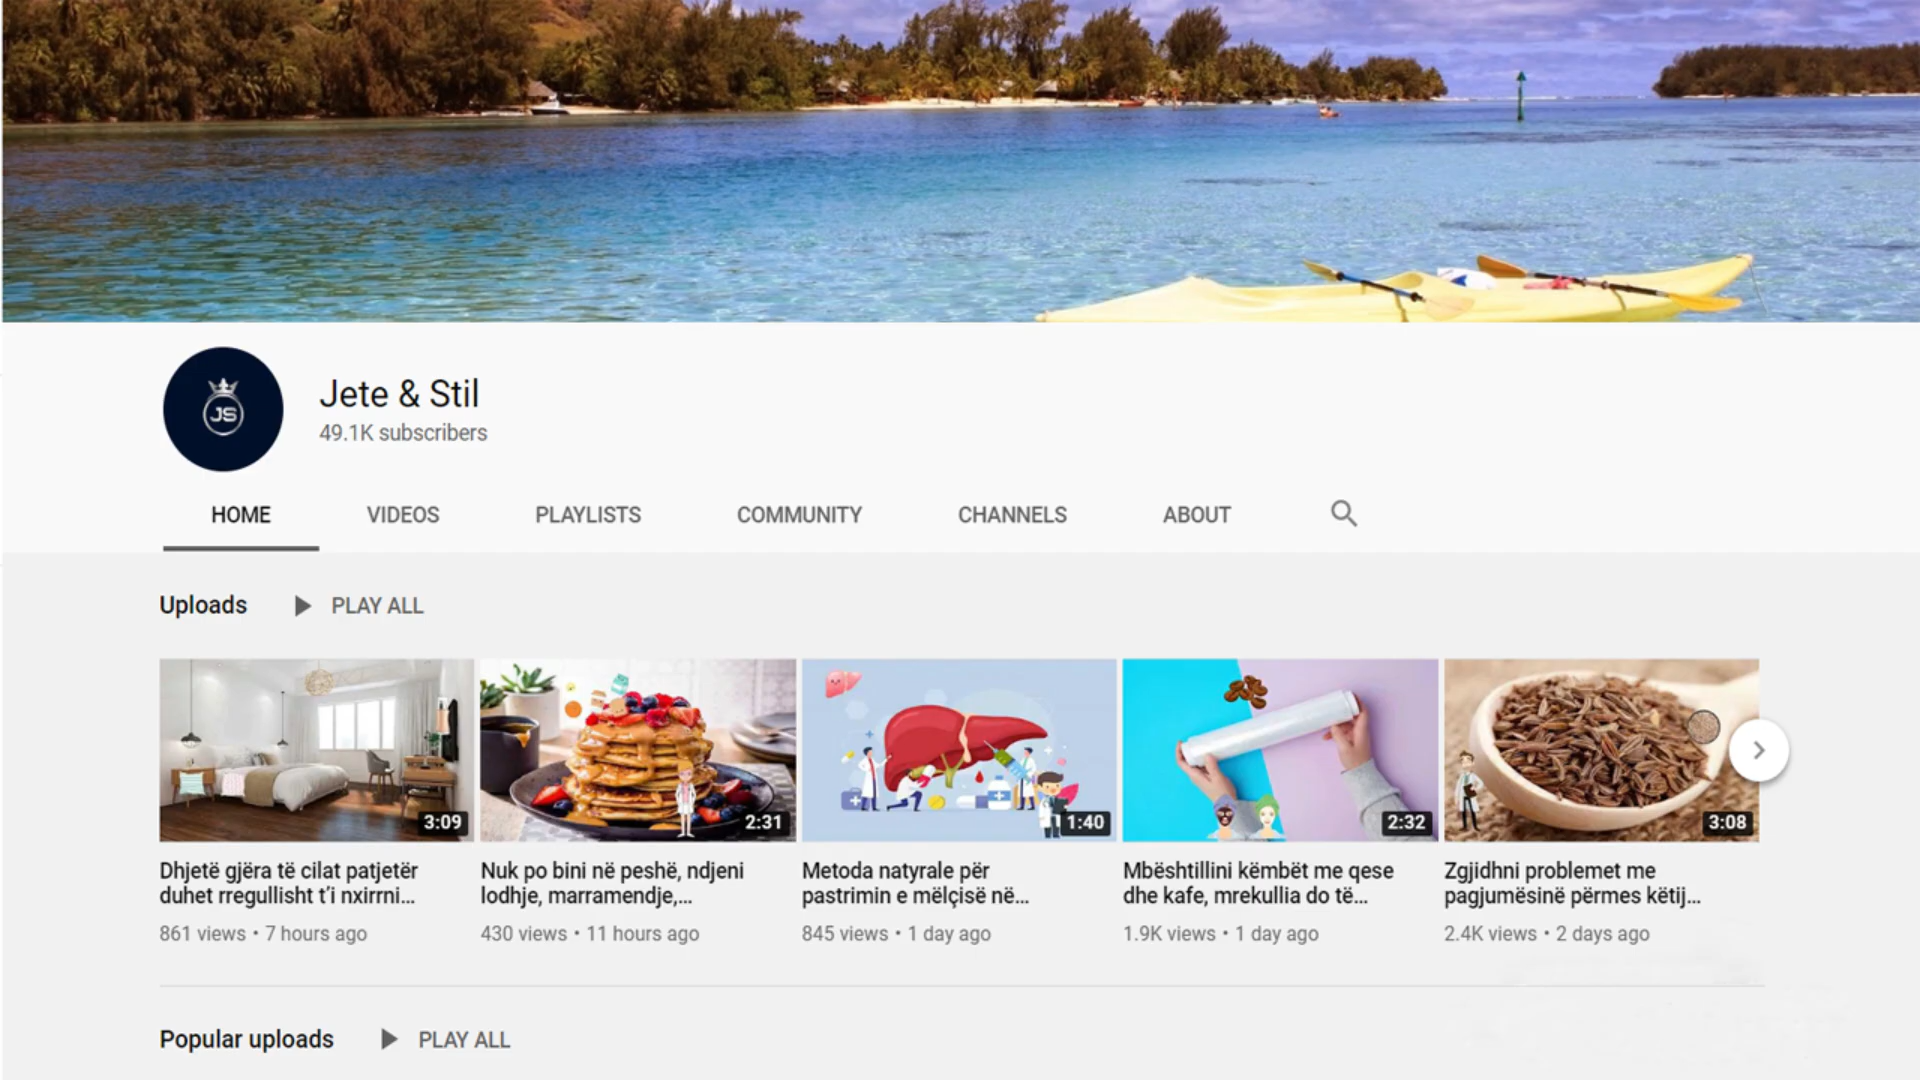 JS
Jete & Stil
49.1K subscribers
HOME
VIDEOS
PLAYLISTS
COMMUNITY
CHANNELS
ABOUT
Uploads
PLAY ALL
3:09
2:31
1:40
2:32
3:08
Dhjetë gjëra të cilat patjetër
duhet rregullisht t'i nxirrni...
861 views • 7 hours ago
Nuk po bini në peshë, ndjeni
lodhje, marramendje,...
430 views • 11 hours ago
Metoda natyrale për
pastrimin e mëlçisë në...
845 views • 1 day ago
Mbështillini këmbët me qese
dhe kafe, mrekullia do të...
1.9K views • 1 day ago
Zgjidhni problemet me
pagjumësinë përmes këtij...
2.4K views • 2 days ago
Popular uploads
PLAY ALL